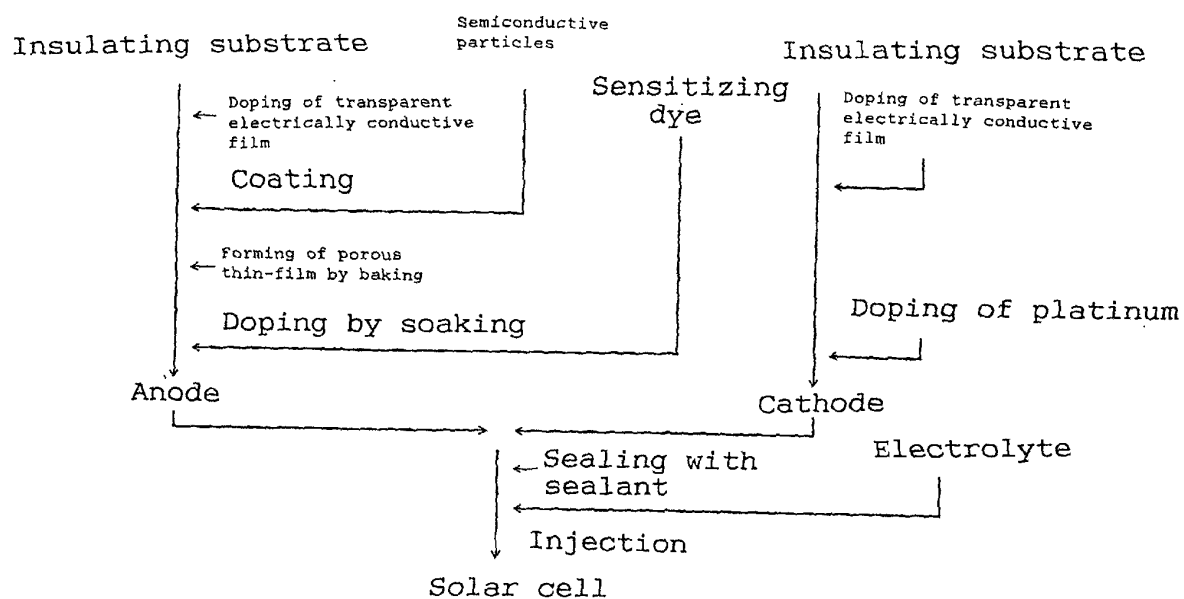 Insulating substrate
Semiconductive
particles
Insulating substrate
Doping of transparent
electrically conductive
film
Sensitizing
dye
Doping of transparent
electrically conductive
film
Coating
Forming of porous
thin-film by baking
Doping by soaking
Doping of platinum
Anode
Cathode
Sealing with
sealant
Electrolyte
Injection
Solar cell